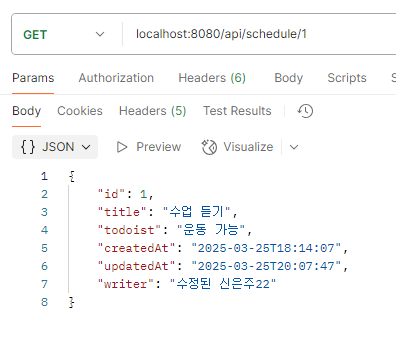 GET localhost:8080/api/schedule/1
Params Authorization Headers (6) Body Scripts
Body Cookies Headers (5) Test Results
{} JSON Preview Visualize
1 {
2 "id": 1,
3 "title": "수업 듣기",
4 "todoist": "운동 가능",
5 "createdAt": "2025-03-25T18:14:07",
6 "updatedAt": "2025-03-25T20:07:47",
7 "writer": "수정된 신은주22"
8 }